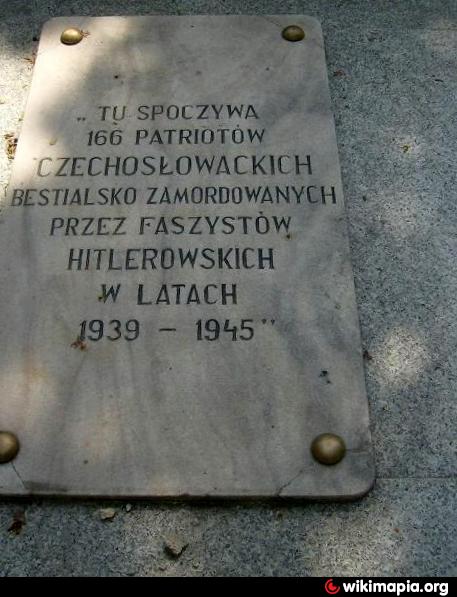 „TU SPOCZYWA
166 PATRIOTÓW
CZECHOSŁOWACKICH
BESTIALSKO ZAMORDOWANYCH
PRZEZ FASZYSTÓW
HITLEROWSKICH
W LATACH
1939 – 1945”
wikimapia.org